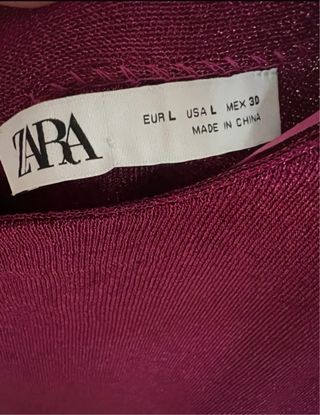 ZARA
EUR L USA L MEX 30
MADE IN CHINA